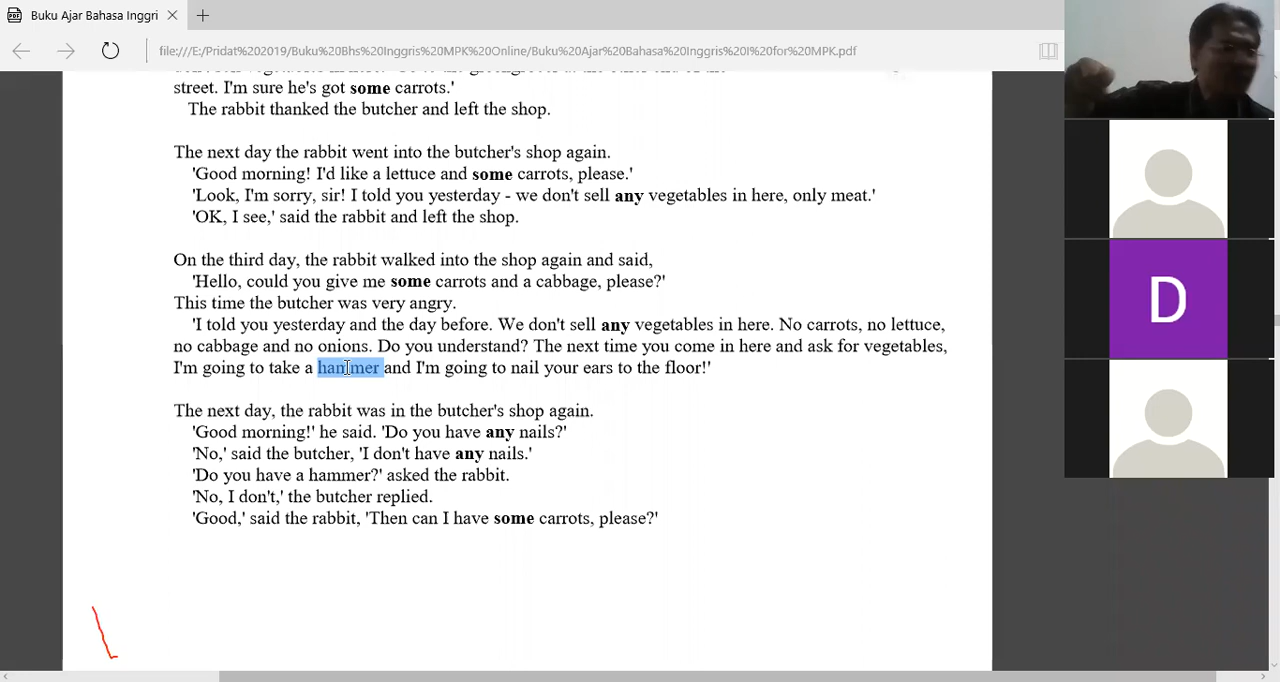 Buku Ajar Bahasa Inggri
file:///E:/Pridat%202019/Buku%20Bhs%20Inggris%20MPK%20Online/Buku%20Ajar%20Bahasa%20Inggris%20I%20for%20MPK.pdf
street. I'm sure he's got some carrots.'
The rabbit thanked the butcher and left the shop.
The next day the rabbit went into the butcher's shop again.
'Good morning! I'd like a lettuce and some carrots, please.'
'Look, I'm sorry, sir! I told you yesterday - we don't sell any vegetables in here, only meat.'
'OK, I see,' said the rabbit and left the shop.
On the third day, the rabbit walked into the shop again and said,
'Hello, could you give me some carrots and a cabbage, please?'
This time the butcher was very angry.
'I told you yesterday and the day before. We don't sell any vegetables in here. No carrots, no lettuce,
no cabbage and no onions. Do you understand? The next time you come in here and ask for vegetables,
I'm going to take a hammer and I'm going to nail your ears to the floor!'
The next day, the rabbit was in the butcher's shop again.
'Good morning!' he said. 'Do you have any nails?'
'No,' said the butcher, 'I don't have any nails.'
'Do you have a hammer?' asked the rabbit.
'No, I don't,' the butcher replied.
'Good,' said the rabbit, 'Then can I have some carrots, please?'
D